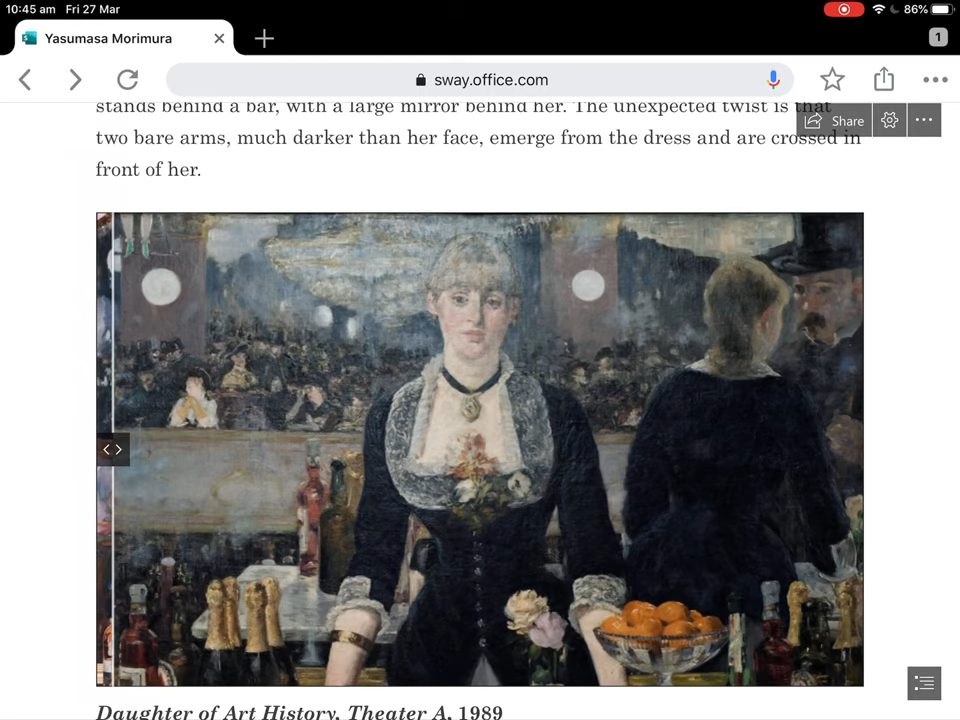 10:45 am Fri 27 Mar
86%
Yasumasa Morimura
1
sway.office.com
stands behind a bar, with a large mirror behind her. The unexpected twist is that
Share
two bare arms, much darker than her face, emerge from the dress and are crossed in
front of her.
Daughter of Art History, Theater A, 1989